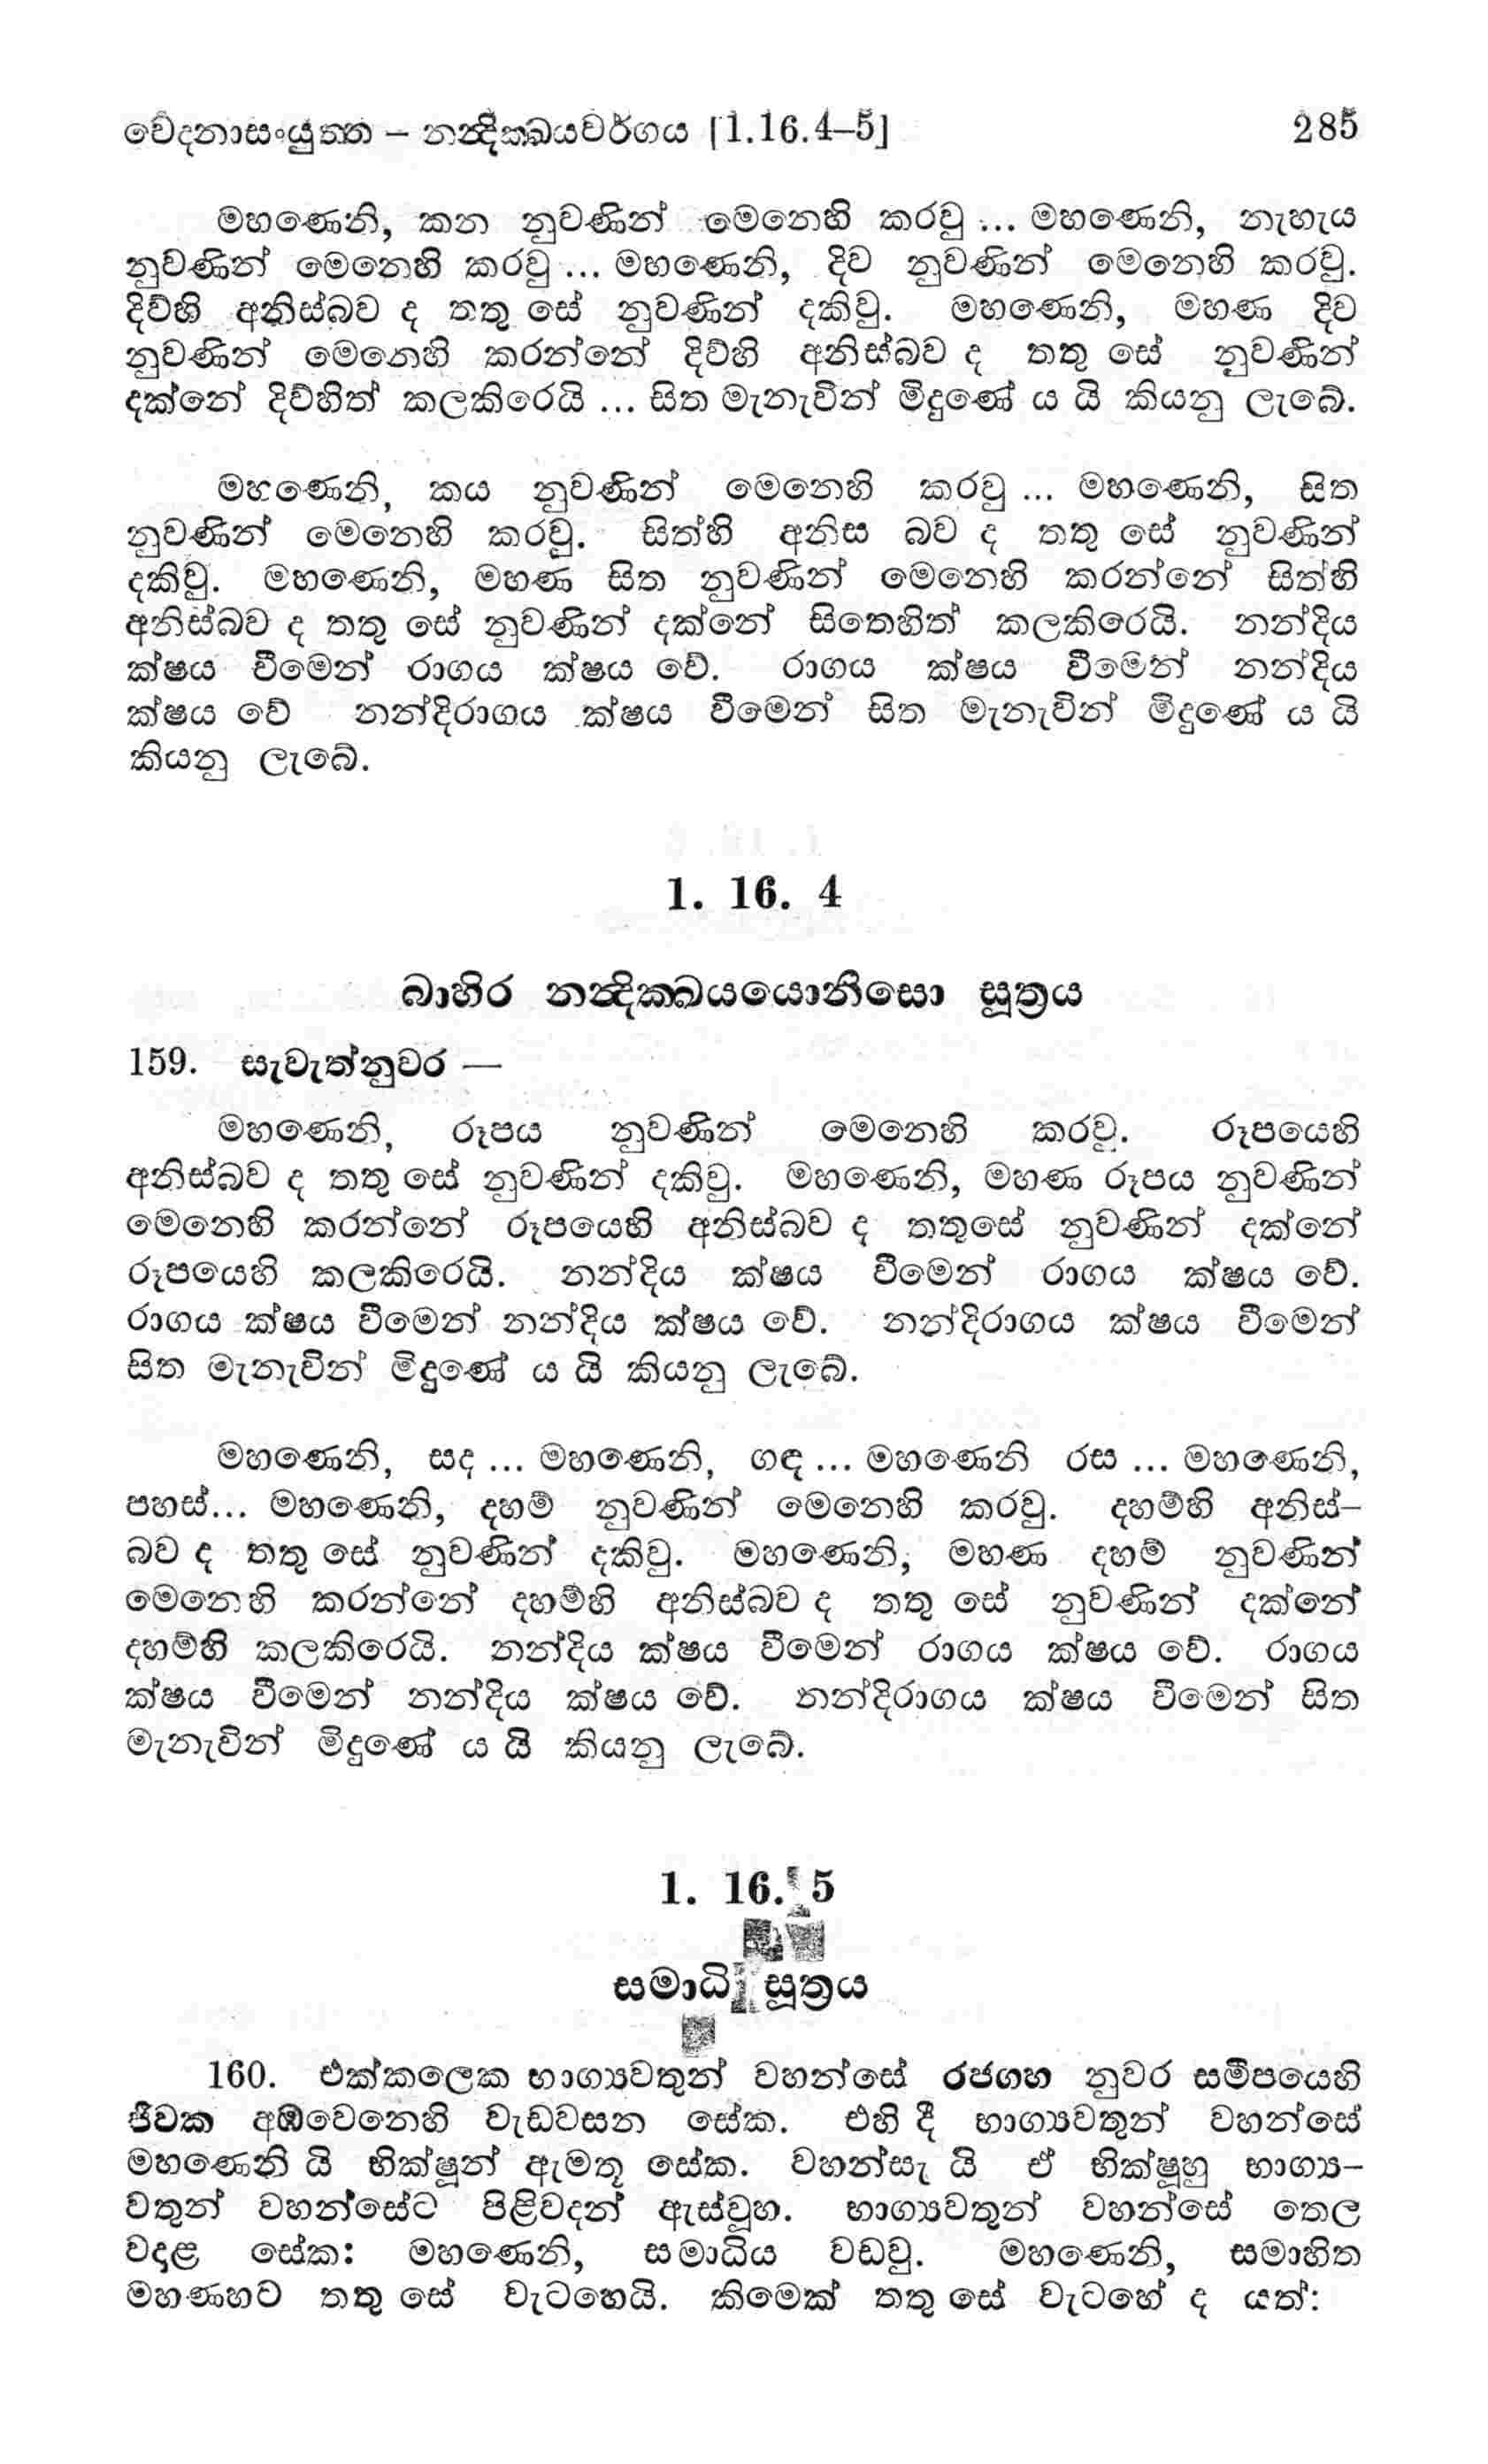 වේදනාසංයුත්ත – නන්දික්ඛයවර්ගය [1.16.4–5] 285
මහණෙනි, කන නුවණින් මෙනෙහි කරවු ... මහණෙනි, නැහැය
නුවණින් මෙනෙහි කරවු ... මහණෙනි, දිව නුවණින් මෙනෙහි කරවු.
දිව්හි අනිස්බව ද තතු සේ නුවණින් දකිවු. මහණෙනි, මහණ දිව
නුවණින් මෙනෙහි කරන්නේ දිව්හි අනිස්බව ද තතු සේ නුවණින්
දක්නේ දිව්හිත් කලකිරෙයි ... සිත මැනැවින් මිදුණේ ය යි කියනු ලැබේ.
මහණෙනි, කය නුවණින් මෙනෙහි කරවු ... මහණෙනි, සිත
නුවණින් මෙනෙහි කරවු. සිත්හි අනිස බව ද තතු සේ නුවණින්
දකිවු. මහණෙනි, මහණ සිත නුවණින් මෙනෙහි කරන්නේ සිත්හි
අනිස්බව ද තතු සේ නුවණින් දක්නේ සිතෙහිත් කලකිරෙයි. නන්දිය
ක්ෂය වීමෙන් රාගය ක්ෂය වේ. රාගය ක්ෂය වීමෙන් නන්දිය
ක්ෂය වේ නන්දිරාගය ක්ෂය වීමෙන් සිත මැනැවින් මිදුණේ ය යි
කියනු ලැබේ.
1. 16. 4
බාහිර නන්දික්ඛයයොනිසො සූත්‍රය
159. සැවැත්නුවර —
මහණෙනි, රූපය නුවණින් මෙනෙහි කරවු. රූපයෙහි
අනිස්බව ද තතු සේ නුවණින් දකිවු. මහණෙනි, මහණ රූපය නුවණින්
මෙනෙහි කරන්නේ රූපයෙහි අනිස්බව ද තතුසේ නුවණින් දක්නේ
රූපයෙහි කලකිරෙයි. නන්දිය ක්ෂය වීමෙන් රාගය ක්ෂය වේ.
රාගය ක්ෂය වීමෙන් නන්දිය ක්ෂය වේ. නන්දිරාගය ක්ෂය වීමෙන්
සිත මැනැවින් මිදුණේ ය යි කියනු ලැබේ.
මහණෙනි, සද ... මහණෙනි, ගඳ ... මහණෙනි රස ... මහණෙනි,
පහස්... මහණෙනි, දහම් නුවණින් මෙනෙහි කරවු. දහම්හි අනිස්–
බව ද තතු සේ නුවණින් දකිවු. මහණෙනි, මහණ දහම් නුවණින්
මෙනෙහි කරන්නේ දහම්හි අනිස්බව ද තතු සේ නුවණින් දක්නේ
දහම්හි කලකිරෙයි. නන්දිය ක්ෂය වීමෙන් රාගය ක්ෂය වේ. රාගය
ක්ෂය වීමෙන් නන්දිය ක්ෂය වේ. නන්දිරාගය ක්ෂය වීමෙන් සිත
මැනැවින් මිදුණේ ය යි කියනු ලැබේ.
1. 16. 5
සමාධි සූත්‍රය
160. එක්කලෙක භාග්‍යවතුන් වහන්සේ රජගහ නුවර සමීපයෙහි
ජීවක අඹවෙනෙහි වැඩවසන සේක. එහි දී භාග්‍යවතුන් වහන්සේ
මහණෙනි යි භික්ෂූන් ඇමතූ සේක. වහන්සැ යි ඒ භික්ෂූහු භාග්‍ය–
වතුන් වහන්සේට පිළිවදන් ඇස්වූහ. භාග්‍යවතුන් වහන්සේ තෙල
වදළ සේක: මහණෙනි, සමාධිය වඩවු. මහණෙනි, සමාහිත
මහණහට තතු සේ වැටහෙයි. කිමෙක් තතු සේ වැටහේ ද යත්: